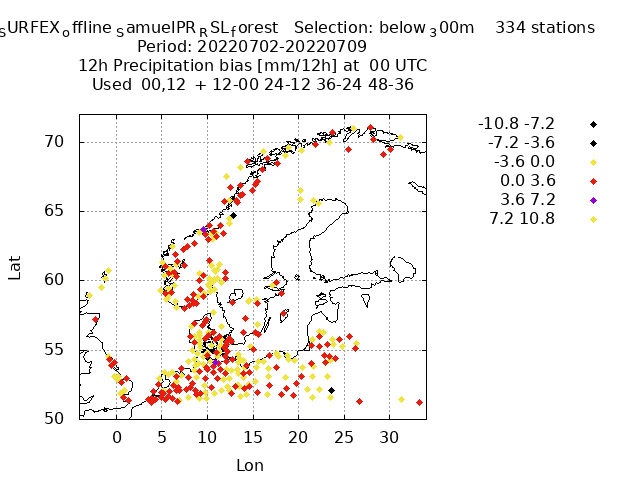 SURFEX_offline_SamuelPR_RSL_forest   Selection: below_300m    334 stations
Period: 20220702-20220709
12h Precipitation bias [mm/12h] at  00 UTC
Used  00,12  + 12-00 24-12 36-24 48-36
-10.8 -7.2
-7.2 -3.6
-3.6 0.0
0.0 3.6
3.6 7.2
7.2 10.8
70
65
60
55
50
Lat
0 5 10 15 20 25 30
Lon